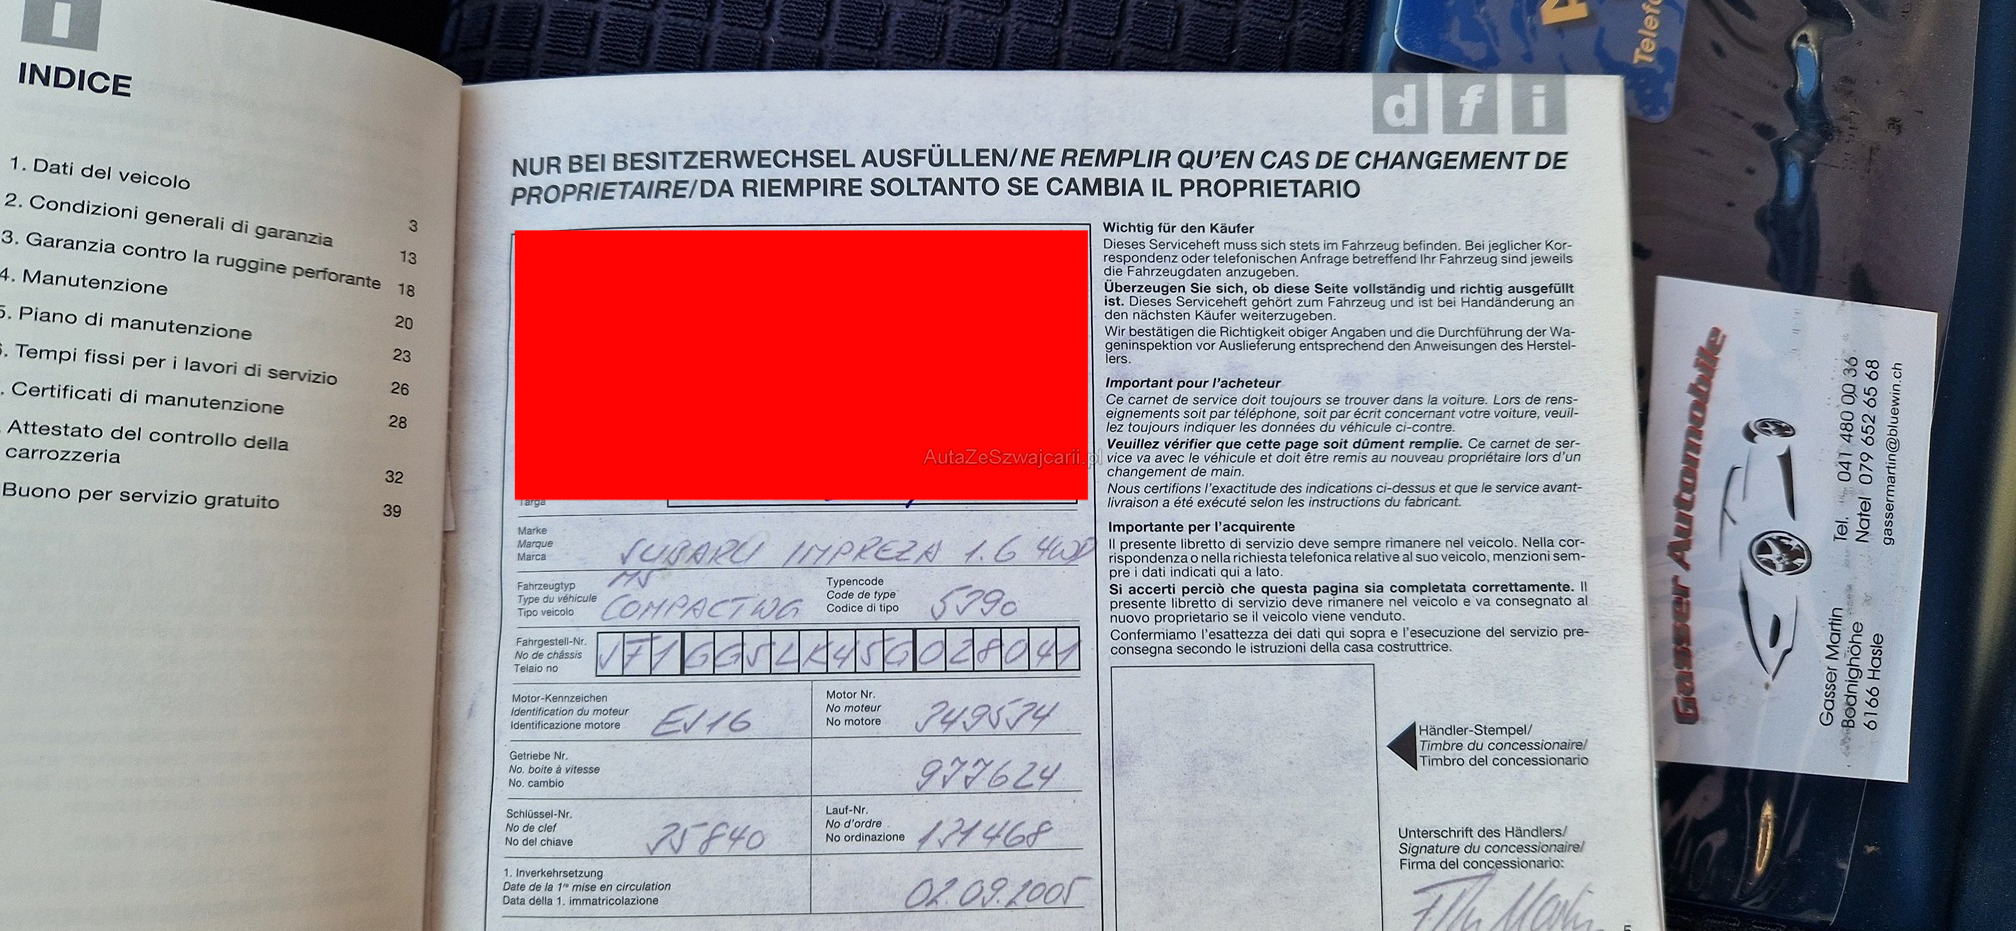 i
INDICE
1. Dati del veicolo
2. Condizioni generali di garanzia 3
3. Garanzia contro la ruggine perforante 13
4. Manutenzione 18
5. Piano di manutenzione 20
. Tempi fissi per i lavori di servizio 23
. Certificati di manutenzione 26
Attestato del controllo della 28
carrozzeria
Buono per servizio gratuito 32
39
d f i
NUR BEI BESITZERWECHSEL AUSFÜLLEN/NE REMPLIR QU'EN CAS DE CHANGEMENT DE
PROPRIETAIRE/DA RIEMPIRE SOLTANTO SE CAMBIA IL PROPRIETARIO
AutaZeSzwajcarii.pl
Targa
Marke
Marque
Marca
SUBARU IMPREZA 1.6 4WD
Fahrzeugtyp
Type du véhicule
Tipo veicolo
COMPACTWG
Typencode
Code de type
Codice di tipo
Fahrgestell-Nr.
No de châssis
Telaio no
JF1GG5LK45G028041
Motor-Kennzeichen
Identification du moteur
Identificazione motore
EJ16
Motor Nr.
No moteur
No motore
Getriebe Nr.
No. boite à vitesse
No. cambio
Schlüssel-Nr.
No de clef
No del chiave
Lauf-Nr.
No d'ordre
No ordinazione
1. Inverkehrsetzung
Date de la 1re mise en circulation
Data della 1. immatricolazione
02.09.2005
Wichtig für den Käufer
Dieses Serviceheft muss sich stets im Fahrzeug befinden. Bei jeglicher Kor-
respondenz oder telefonischen Anfrage betreffend Ihr Fahrzeug sind jeweils
die Fahrzeugdaten anzugeben.
Überzeugen Sie sich, ob diese Seite vollständig und richtig ausgefüllt
ist. Dieses Serviceheft gehört zum Fahrzeug und ist bei Handänderung an
den nächsten Käufer weiterzugeben.
Wir bestätigen die Richtigkeit obiger Angaben und die Durchführung der Wa-
geninspektion vor Auslieferung entsprechend den Anweisungen des Herstel-
lers.
Important pour l'acheteur
Ce carnet de service doit toujours se trouver dans la voiture. Lors de rens-
eignements soit par téléphone, soit par écrit concernant votre voiture, veuil-
lez toujours indiquer les données du véhicule ci-contre.
Veuillez vérifier que cette page soit dûment remplie. Ce carnet de ser-
vice va avec le véhicule et doit être remis au nouveau propriétaire lors d'un
changement de main.
Nous certifions l'exactitude des indications ci-dessus et que le service avant-
livraison a été exécuté selon les instructions du fabricant.
Importante per l'acquirente
Il presente libretto di servizio deve sempre rimanere nel veicolo. Nella cor-
rispondenza o nella richiesta telefonica relative al suo veicolo, menzioni sem-
pre i dati indicati qui a lato.
Si accerti perciò che questa pagina sia completata correttamente. Il
presente libretto di servizio deve rimanere nel veicolo e va consegnato al
nuovo proprietario se il veicolo viene venduto.
Confermiamo l'esattezza dei dati qui sopra e l'esecuzione del servizio pre-
consegna secondo le istruzioni della casa costruttrice.
Händler-Stempel/
Timbre du concessionaire/
Timbro del concessionario
Unterschrift des Händlers/
Signature du concessionaire/
Firma del concessionario:
5
Telefo
Gasser Automobile
Gasser Martin
Bodnighöhe
6166 Hasle
Tel. 041 480 00 36
Natel 079 652 65 68
gassermartin@bluewin.ch